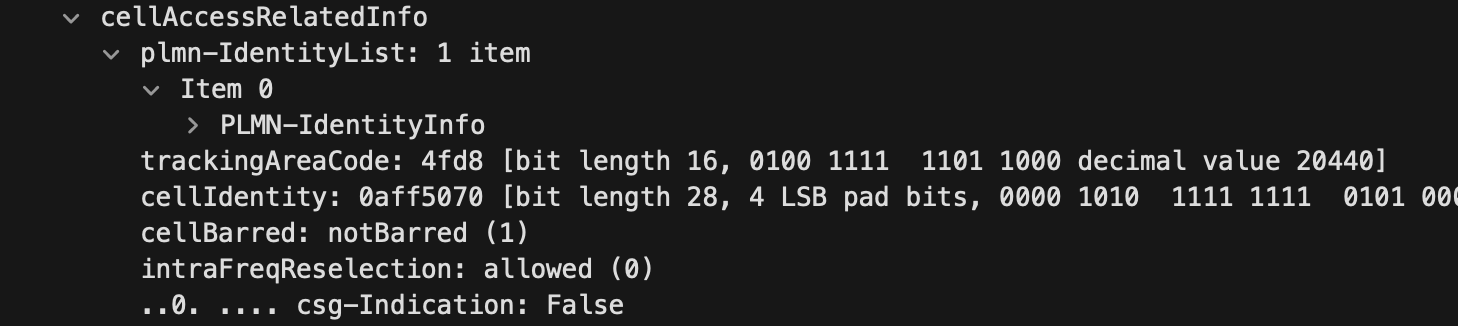 cellAccessRelatedInfo
plmn-IdentityList: 1 item
Item 0
PLMN-IdentityInfo
trackingAreaCode: 4fd8 [bit length 16, 0100 1111  1101 1000 decimal value 20440]
cellIdentity: 0aff5070 [bit length 28, 4 LSB pad bits, 0000 1010  1111 1111  0101 000
cellBarred: notBarred (1)
intraFreqReselection: allowed (0)
..0. .... csg-Indication: False